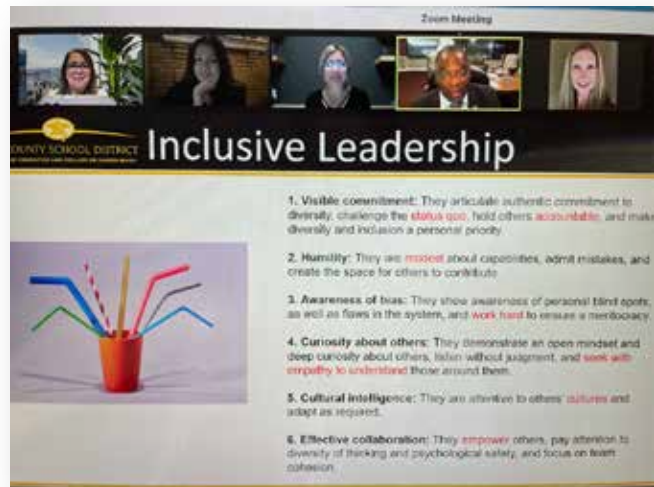 Zoom Meeting
OUNTY SCHOOL DISTRICT
Inclusive Leadership
1. Visible commitment: They articulate authentic commitment to
diversity, challenge the status quo, hold others accountable, and make
diversity and inclusion a personal priority.
2. Humility: They are modest about capabilities, admit mistakes, and
create the space for others to contribute
3. Awareness of bias: They show awareness of personal blind spots,
as well as flaws in the system, and work hard to ensure a meritocracy.
4. Curiosity about others: They demonstrate an open mindset and
deep curiosity about others, listen without judgment, and seek with
empathy to understand those around them.
5. Cultural intelligence: They are attentive to others' cultures and
adapt as required.
6. Effective collaboration: They empower others, pay attention to
diversity of thinking and psychological safety, and focus on team
cohesion.